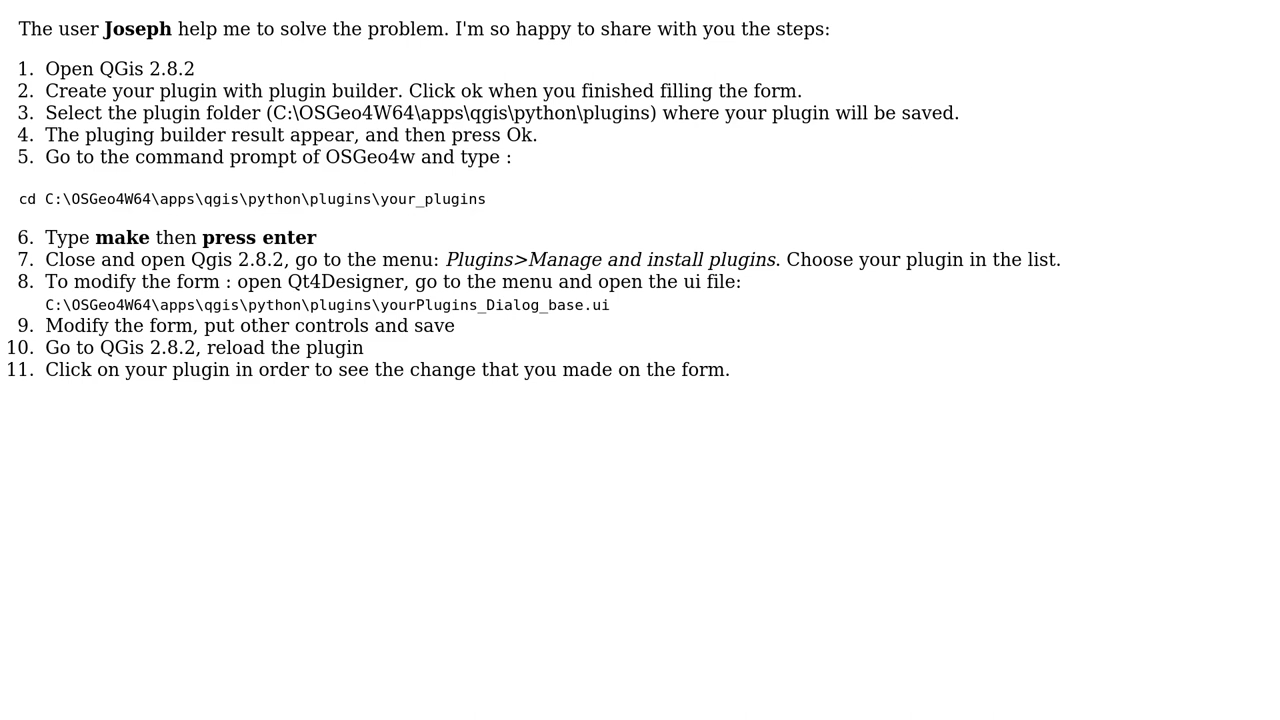 The user Joseph help me to solve the problem. I'm so happy to share with you the steps:
1. Open QGis 2.8.2
2. Create your plugin with plugin builder. Click ok when you finished filling the form.
3. Select the plugin folder (C:\OSGeo4W64\apps\qgis\python\plugins) where your plugin will be saved.
4. The pluging builder result appear, and then press Ok.
5. Go to the command prompt of OSGeo4w and type :
cd C:\OSGeo4W64\apps\qgis\python\plugins\your_plugins
6. Type make then press enter
7. Close and open Qgis 2.8.2, go to the menu: Plugins>Manage and install plugins. Choose your plugin in the list.
8. To modify the form : open Qt4Designer, go to the menu and open the ui file:
C:\OSGeo4W64\apps\qgis\python\plugins\yourPlugins_Dialog_base.ui
9. Modify the form, put other controls and save
10. Go to QGis 2.8.2, reload the plugin
11. Click on your plugin in order to see the change that you made on the form.